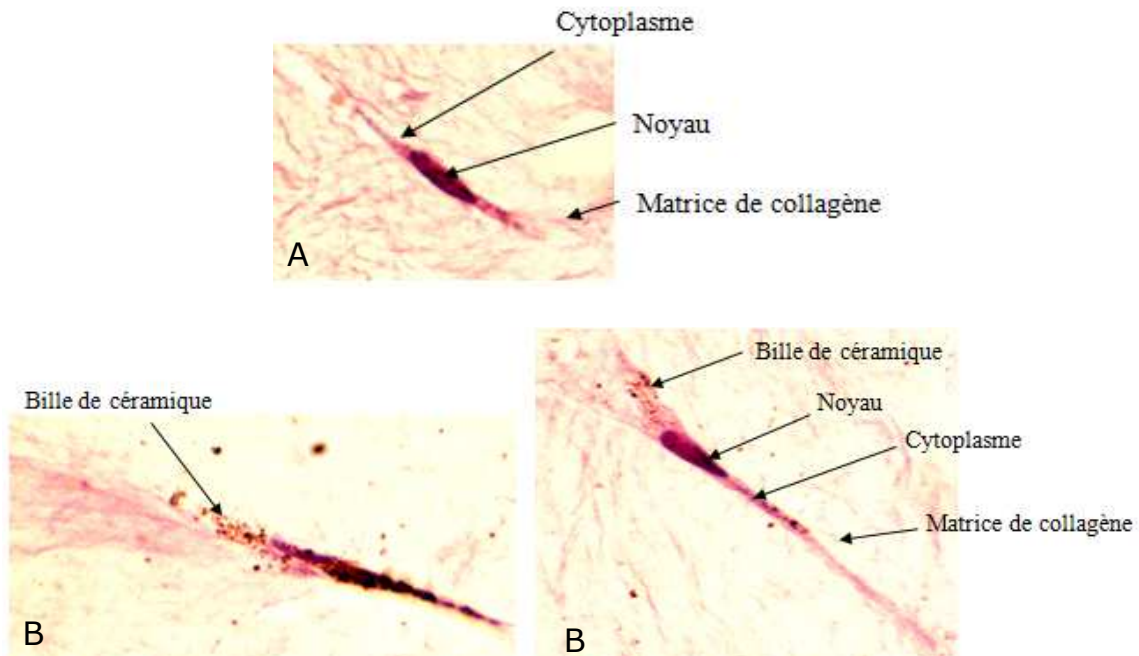 Cytoplasme
Noyau
Matrice de collagène
A
Bille de céramique
B
Bille de céramique
Noyau
Cytoplasme
Matrice de collagène
B